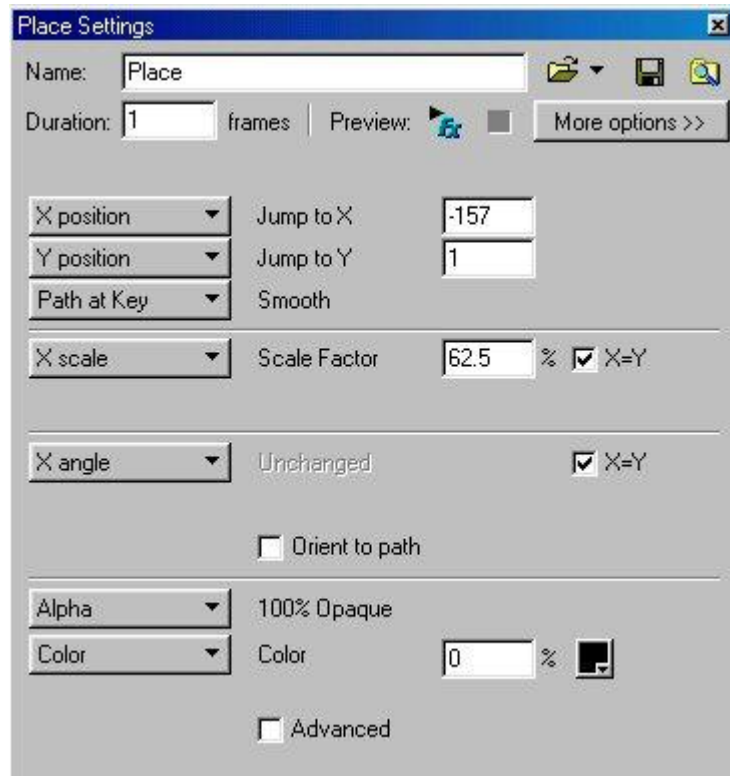 Place Settings
Name: Place
Duration: 1 frames Preview: fx More options >>
X position Jump to X -157
Y position Jump to Y 1
Path at Key Smooth
X scale Scale Factor 62.5 % X=Y
X angle Unchanged X=Y
Orient to path
Alpha 100% Opaque
Color Color 0 %
Advanced